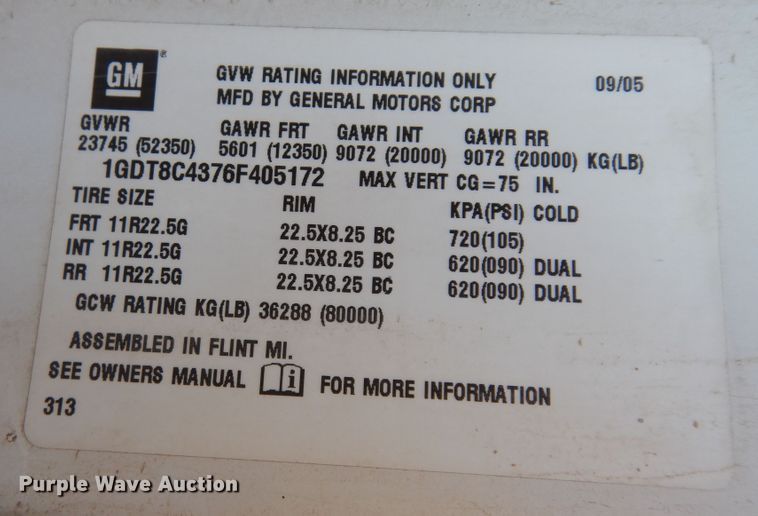 GM
®
GVW RATING INFORMATION ONLY 09/05
MFD BY GENERAL MOTORS CORP
GVWR GAWR FRT GAWR INT GAWR RR
23745 (52350) 5601 (12350) 9072 (20000) 9072 (20000) KG(LB)
1GDT8C4376F405172 MAX VERT CG=75 IN.
TIRE SIZE RIM KPA(PSI) COLD
FRT 11R22.5G 22.5X8.25 BC 720(105)
INT 11R22.5G 22.5X8.25 BC 620(090) DUAL
RR 11R22.5G 22.5X8.25 BC 620(090) DUAL
GCW RATING KG(LB) 36288 (80000)
ASSEMBLED IN FLINT MI.
SEE OWNERS MANUAL i FOR MORE INFORMATION
313
Purple Wave Auction